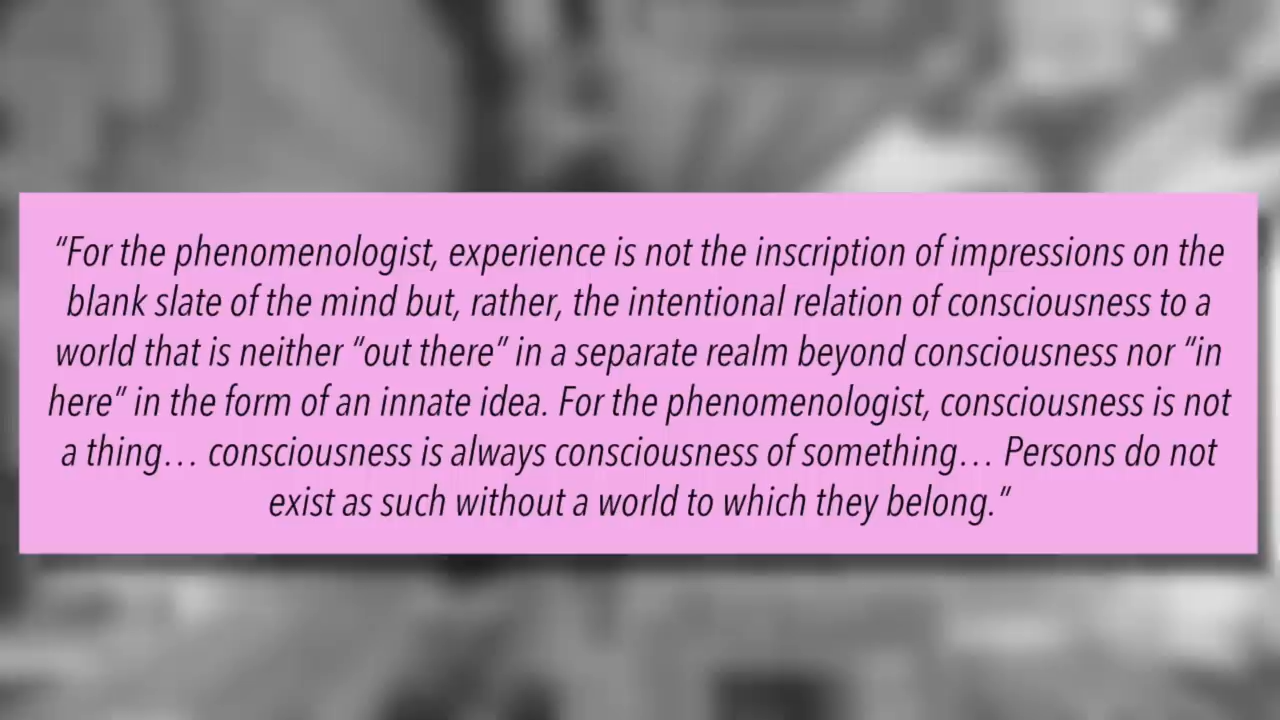 “For the phenomenologist, experience is not the inscription of impressions on the
blank slate of the mind but, rather, the intentional relation of consciousness to a
world that is neither “out there” in a separate realm beyond consciousness nor “in
here” in the form of an innate idea. For the phenomenologist, consciousness is not
a thing… consciousness is always consciousness of something… Persons do not
exist as such without a world to which they belong.”